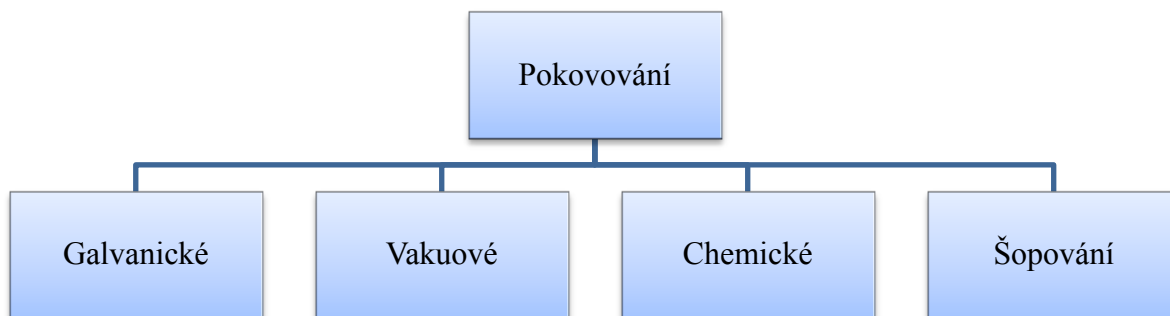 Pokovování
Galvanické
Vakuové
Chemické
Šopování